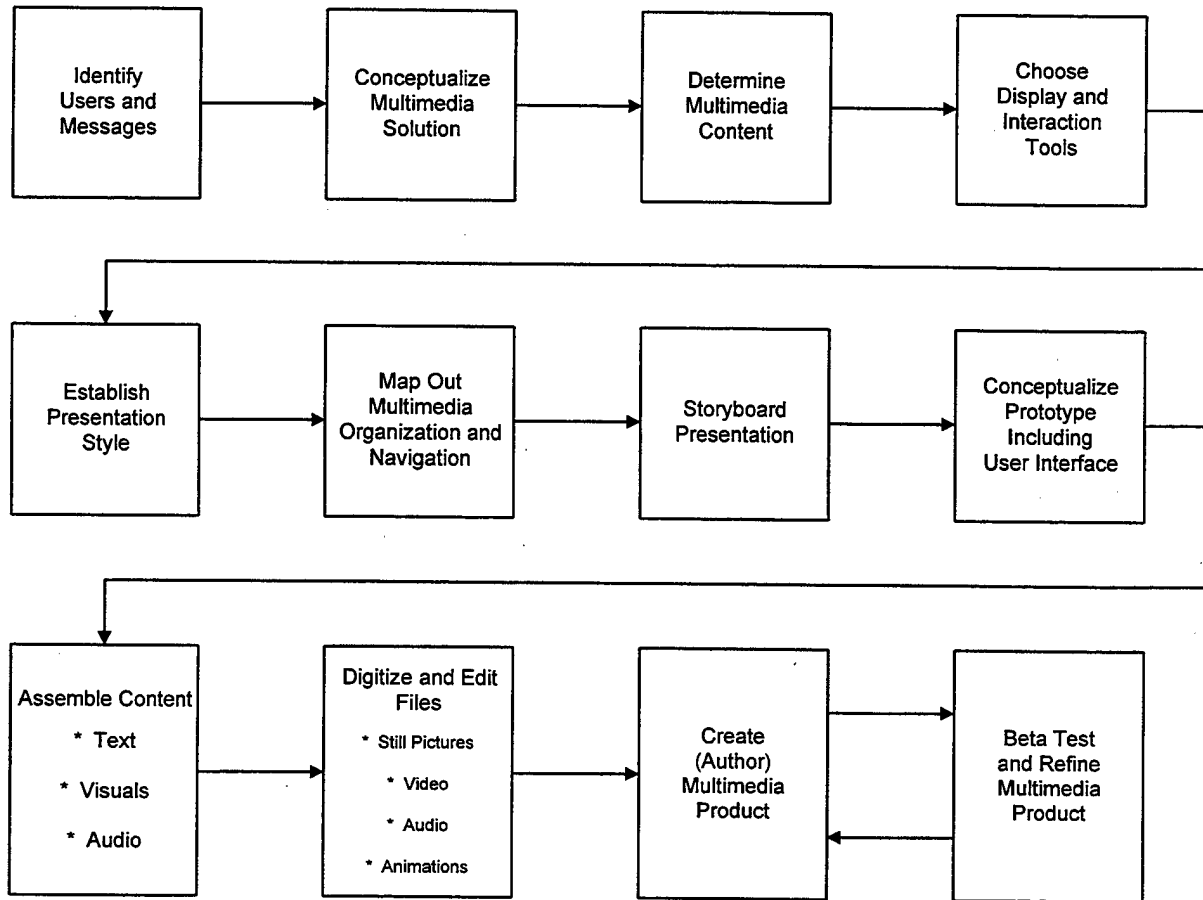 Identify
Users and
Messages
Conceptualize
Multimedia
Solution
Determine
Multimedia
Content
Choose
Display and
Interaction
Tools
Establish
Presentation
Style
Map Out
Multimedia
Organization and
Navigation
Storyboard
Presentation
Conceptualize
Prototype
Including
User Interface
Assemble Content
* Text
* Visuals
* Audio
Digitize and Edit
Files
* Still Pictures
* Video
* Audio
* Animations
Create
(Author)
Multimedia
Product
Beta Test
and Refine
Multimedia
Product